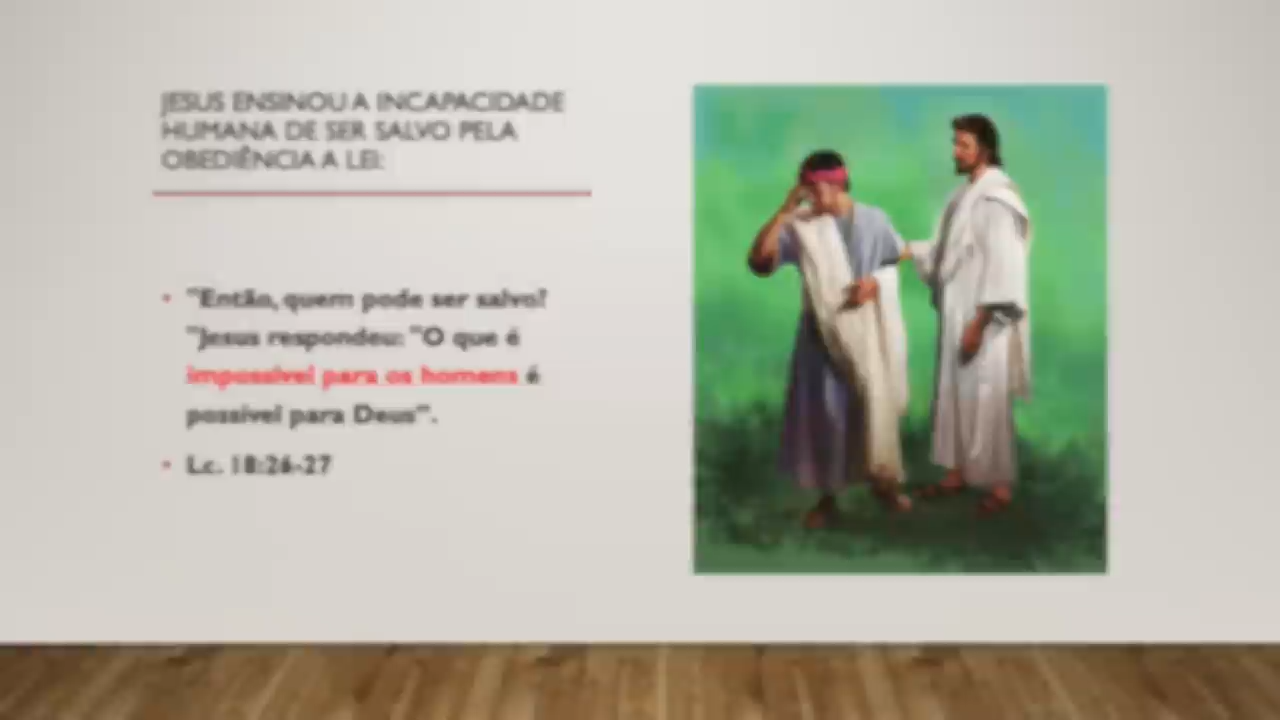 JESUS ENSINOU A INCAPACIDADE
HUMANA DE SER SALVO PELA
OBEDIÊNCIA A LEI:
• "Então, quem pode ser salvo?
"Jesus respondeu: "O que é
impossível para os homens é
possível para Deus".
• Lc. 18:26-27